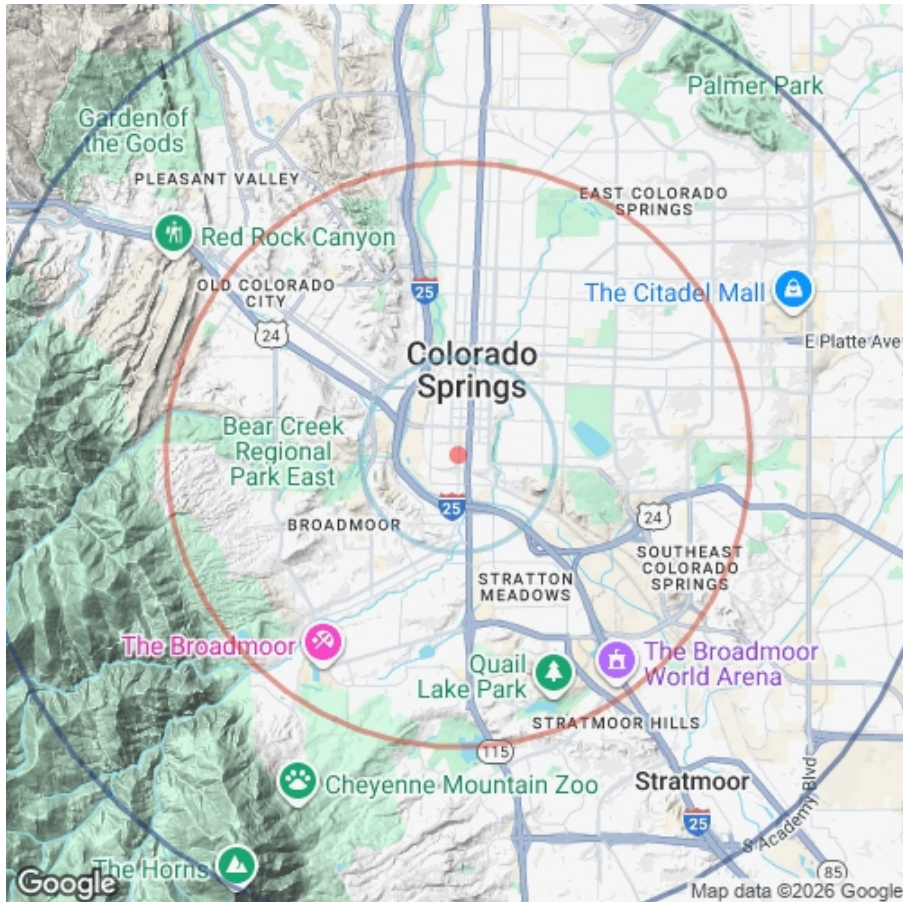 Palmer Park
Garden of
the Gods
PLEASANT VALLEY
EAST COLORADO
SPRINGS
Red Rock Canyon
OLD COLORADO
CITY
25
The Citadel Mall
24
E Platte Ave
Colorado
Springs
Bear Creek
Regional
Park East
25
24
BROADMOOR
SOUTHEAST
COLORADO
SPRINGS
STRATTON
MEADOWS
The Broadmoor
The Broadmoor
World Arena
Quail
Lake Park
STRATMOOR HILLS
115
Cheyenne Mountain Zoo
Stratmoor
25
S Academy Blvd
The Horns
85
Google
Map data ©2026 Google